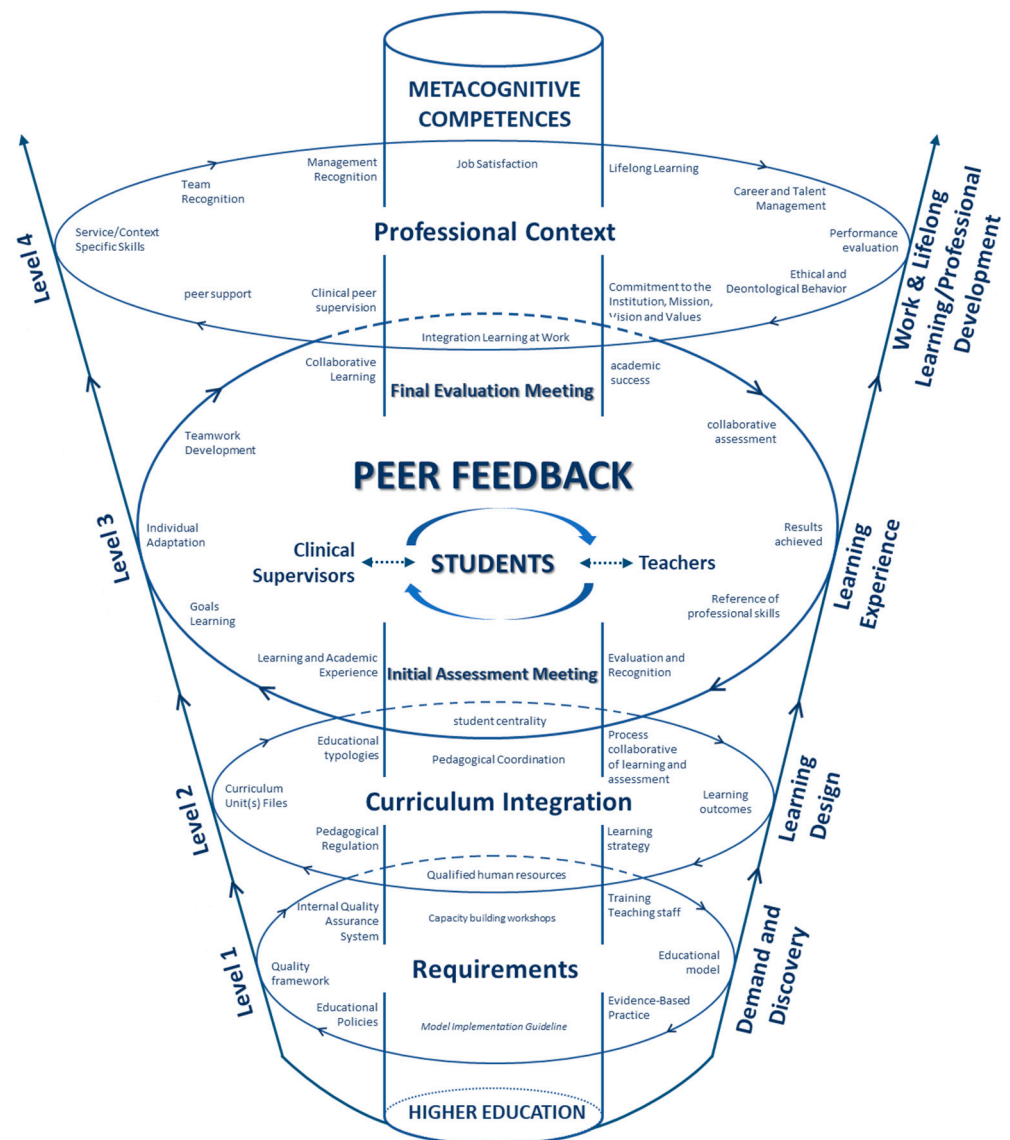 METACOGNITIVE
COMPETENCES
Management
Recognition
Job Satisfaction
Lifelong Learning
Team
Recognition
Career and Talent
Management
Service/Context
Specific Skills
Professional Context
Performance
evaluation
peer support
Clinical peer
supervision
Commitment to the
Institution, Mission,
Vision and Values
Ethical and
Deontological Behavior
Level 4
Work & Lifelong
Learning/Professional
Development
Integration Learning at Work
Collaborative
Learning
Final Evaluation Meeting
academic
success
Teamwork
Development
collaborative
assessment
PEER FEEDBACK
Individual
Adaptation
Clinical
Supervisors
STUDENTS
Teachers
Results
achieved
Goals
Learning
Reference of
professional skills
Learning and Academic
Experience
Initial Assessment Meeting
Evaluation and
Recognition
Level 3
Learning
Experience
student centrality
Educational
typologies
Pedagogical Coordination
Process
collaborative
of learning and
assessment
Curriculum
Unit(s) Files
Curriculum Integration
Learning
outcomes
Pedagogical
Regulation
Learning
strategy
Level 2
Learning
Design
Qualified human resources
Internal Quality
Assurance
System
Capacity building workshops
Training
Teaching staff
Quality
framework
Requirements
Educational
model
Educational
Policies
Model Implementation Guideline
Evidence-Based
Practice
Level 1
Demand and
Discovery
HIGHER EDUCATION